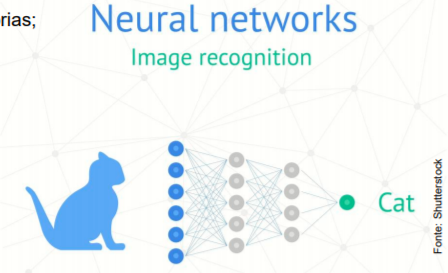 rias;
Neural networks
Image recognition
Cat
Fonte: Shutterstock